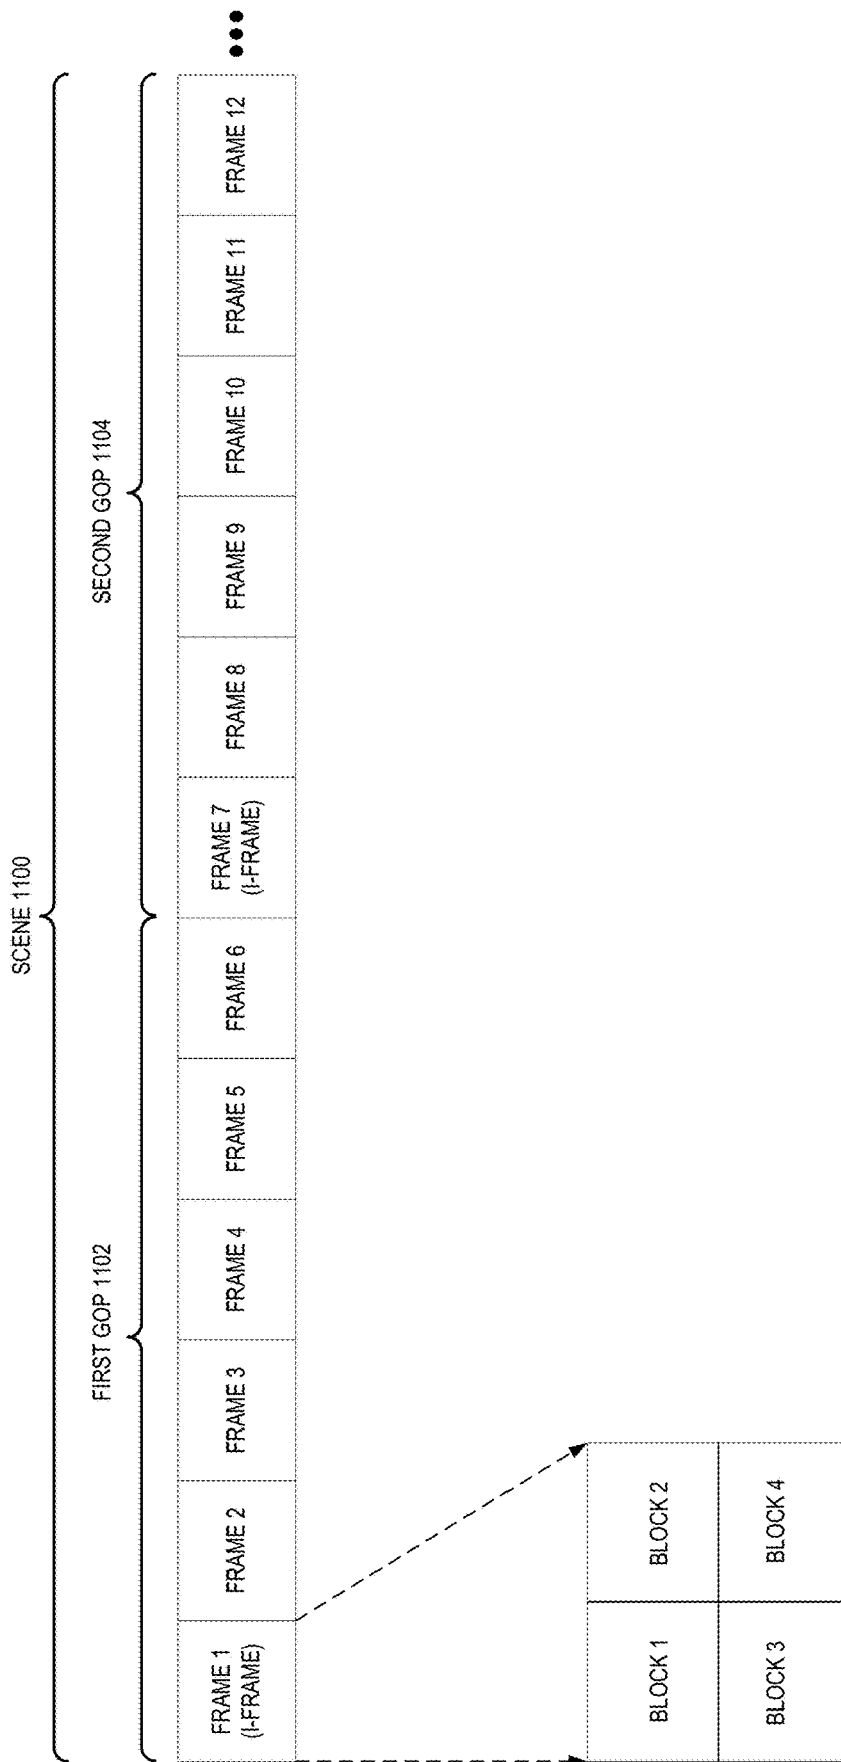 SCENE 1100
FIRST GOP 1102
SECOND GOP 1104
FRAME 1
(I-FRAME)
FRAME 2
FRAME 3
FRAME 4
FRAME 5
FRAME 6
FRAME 7
(I-FRAME)
FRAME 8
FRAME 9
FRAME 10
FRAME 11
FRAME 12
BLOCK 1
BLOCK 2
BLOCK 3
BLOCK 4